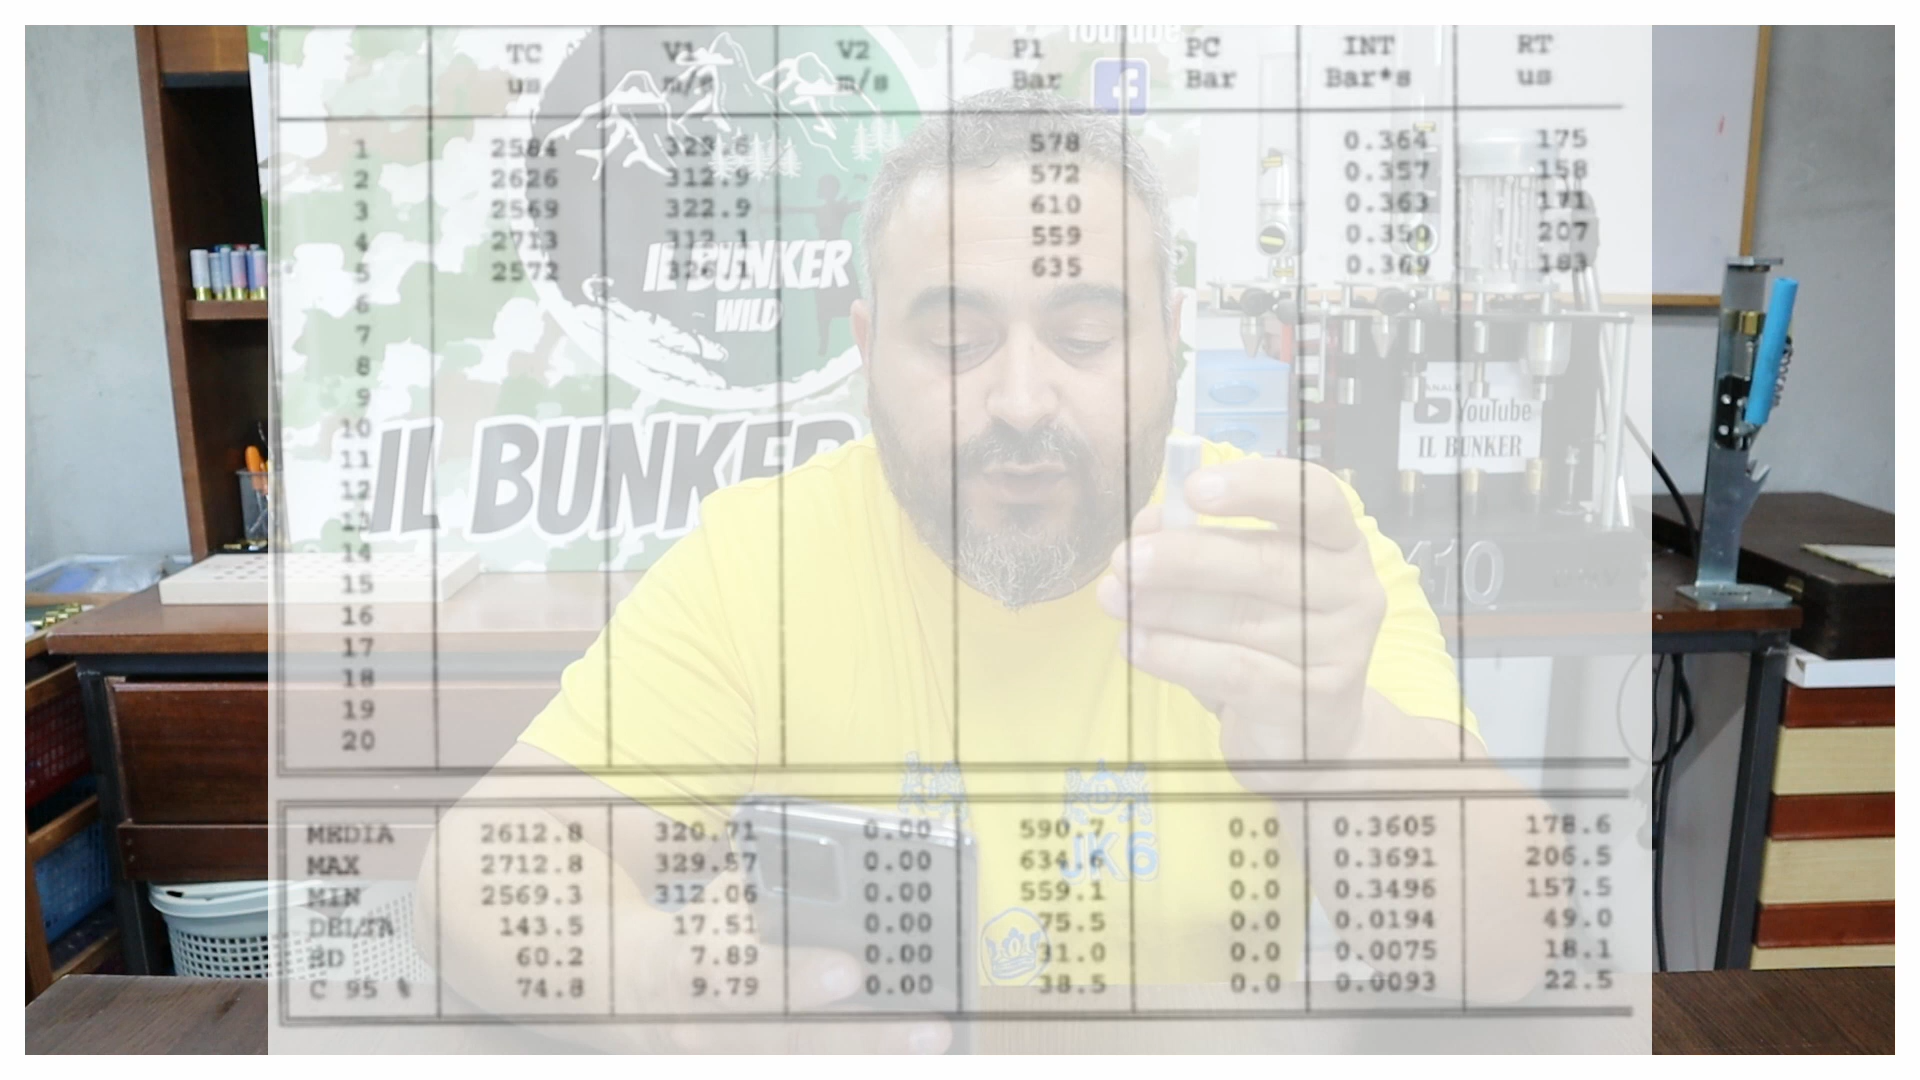 TC V1 V2 P1 PC INT RT
us m/s m/s Bar Bar Bar*s us
1 2584 329.6 578 0.364 175
2 2626 312.9 572 0.357 158
3 2569 322.9 610 0.363 171
4 2713 312.1 559 0.350 207
5 2572 326.1 635 0.369 183
6
7
8
9
10
11
12
13
14
15
16
17
18
19
20
MEDIA 2612.8 320.71 0.00 590.7 0.0 0.3605 178.6
MAX 2712.8 329.57 0.00 634.6 0.0 0.3691 206.5
MIN 2569.3 312.06 0.00 559.1 0.0 0.3496 157.5
DELTA 143.5 17.51 0.00 75.5 0.0 0.0194 49.0
SD 60.2 7.89 0.00 31.0 0.0 0.0075 18.1
C 95 % 74.8 9.79 0.00 38.5 0.0 0.0093 22.5
YouTube
IL BUNKER
WILD
IL BUNKER
YouTube
IL BUNKER
410
JK6